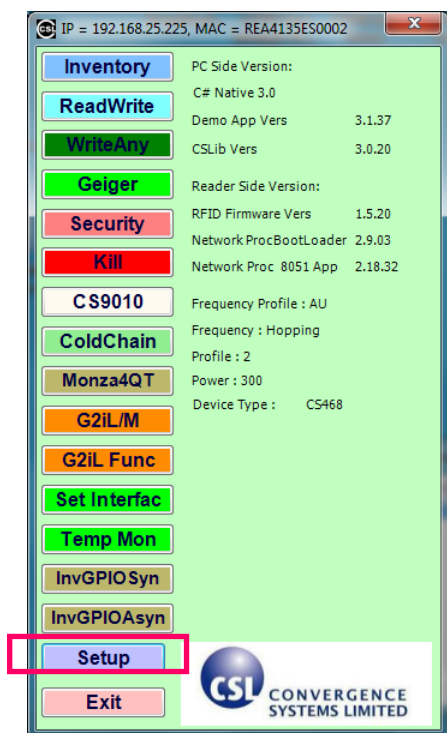 CSL IP = 192.168.25.225, MAC = REA4135ES0002
Inventory
ReadWrite
WriteAny
Geiger
Security
Kill
CS9010
ColdChain
Monza4QT
G2iL/M
G2iL Func
Set Interfac
Temp Mon
InvGPIOSyn
InvGPIOAsyn
Setup
Exit
PC Side Version:
C# Native 3.0
Demo App Vers 3.1.37
CSLib Vers 3.0.20
Reader Side Version:
RFID Firmware Vers 1.5.20
Network ProcBootLoader 2.9.03
Network Proc 8051 App 2.18.32
Frequency Profile : AU
Frequency : Hopping
Profile : 2
Power : 300
Device Type : CS468
CSL CONVERGENCE
SYSTEMS LIMITED